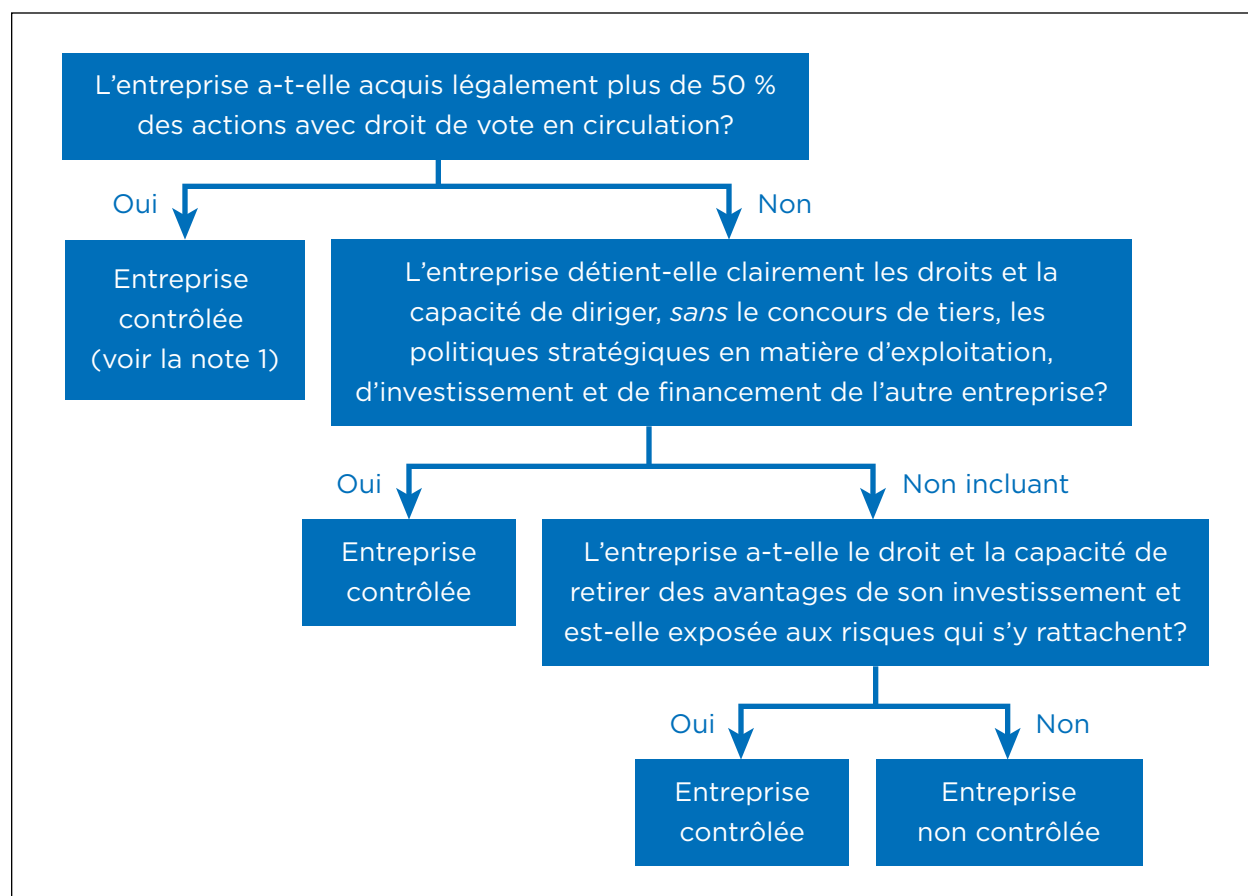 L’entreprise a-t-elle acquis légalement plus de 50 %
des actions avec droit de vote en circulation?
Oui
Non
Entreprise
contrôlée
(voir la note 1)
L’entreprise détient-elle clairement les droits et la
capacité de diriger, sans le concours de tiers, les
politiques stratégiques en matière d’exploitation,
d’investissement et de financement de l’autre entreprise?
Oui
Non incluant
Entreprise
contrôlée
L’entreprise a-t-elle le droit et la capacité de
retirer des avantages de son investissement et
est-elle exposée aux risques qui s’y rattachent?
Oui
Non
Entreprise
contrôlée
Entreprise
non contrôlée